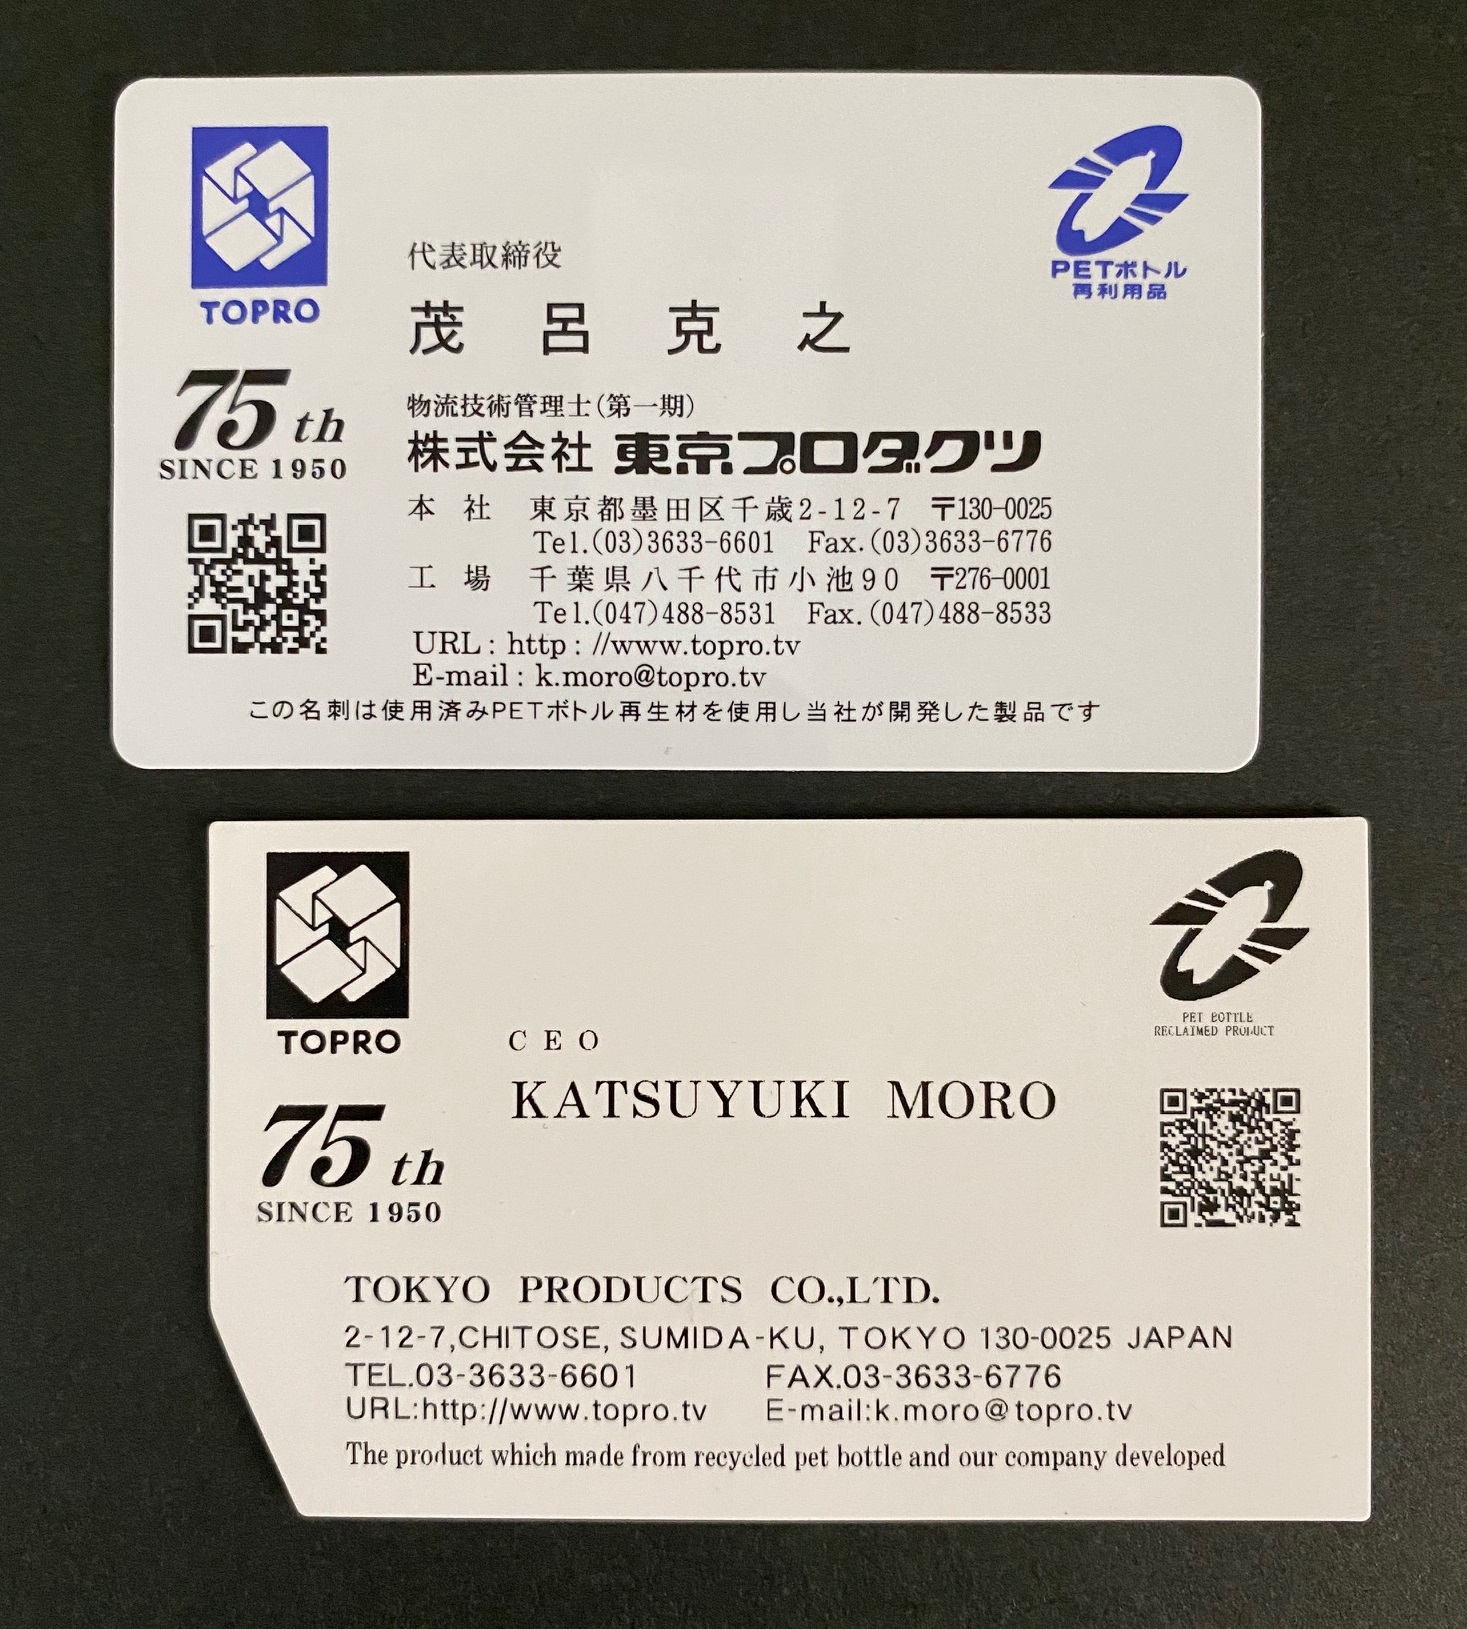 TOPRO
75th
SINCE 1950
PETボトル
再利用品
代表取締役
茂呂克之
物流技術管理士(第一期)
株式会社 東京プロダクツ
本社 東京都墨田区千歳2-12-7 〒130-0025
Tel.(03)3633-6601 Fax.(03)3633-6776
工場 千葉県八千代市小池90 〒276-0001
Tel.(047)488-8531 Fax.(047)488-8533
URL : http : //www.topro.tv
E-mail : k.moro@topro.tv
この名刺は使用済みPETボトル再生材を使用し当社が開発した製品です
TOPRO
75th
SINCE 1950
PET BOTTLE
RECLAIMED PRODUCT
CEO
KATSUYUKI MORO
TOKYO PRODUCTS CO.,LTD.
2-12-7,CHITOSE, SUMIDA-KU, TOKYO 130-0025 JAPAN
TEL.03-3633-6601 FAX.03-3633-6776
URL:http://www.topro.tv E-mail:k.moro@topro.tv
The product which made from recycled pet bottle and our company developed